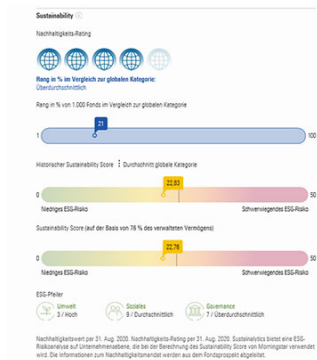 Sustainability
Nachhaltigkeits-Rating
Rang in % im Vergleich zur globalen Kategorie:
Überdurchschnittlich
Rang in % von 1.000 Fonds im Vergleich zur globalen Kategorie
21
1 100
Historischer Sustainability Score Durchschnitt globale Kategorie
22,83
0 50
Niedriges ESG-Risiko Schwerwiegendes ESG-Risiko
Sustainability Score (auf der Basis von 76 % des verwalteten Vermögens)
22,76
0 50
Niedriges ESG-Risiko Schwerwiegendes ESG-Risiko
ESG-Pfeiler
Umwelt Soziales Governance
3 / Hoch 9 / Durchschnittlich 7 / Überdurchschnittlich
Nachhaltigkeitswert per 31. Aug. 2020. Nachhaltigkeits-Rating per 31. Aug. 2020. Sustainalytics bietet eine ESG-
Risikoanalyse auf Unternehmensebene, die bei der Berechnung des Sustainability Score von Morningstar verwendet
wird. Die Informationen zum Nachhaltigkeitsmandat werden aus dem Fondsprospekt abgeleitet.